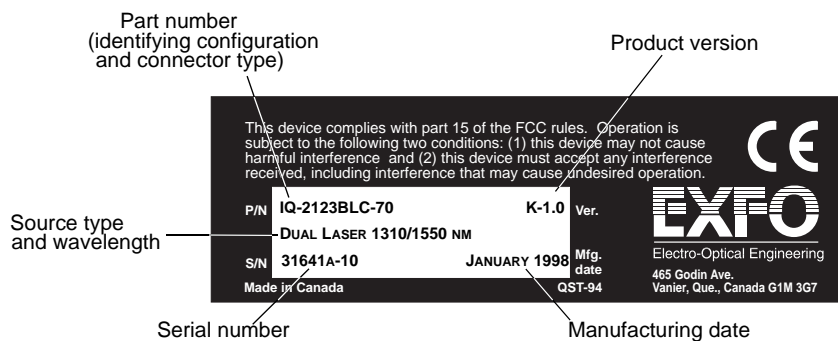 Part number
(identifying configuration
and connector type)
Product version
This device complies with part 15 of the FCC rules. Operation is
subject to the following two conditions: (1) this device may not cause
harmful interference and (2) this device must accept any interference
received, including interference that may cause undesired operation.
CE
P/N IQ-2123BLC-70 K-1.0 Ver.
DUAL LASER 1310/1550 NM
S/N 31641A-10 JANUARY 1998 Mfg.
date
Made in Canada QST-94
EXFO
Electro-Optical Engineering
465 Godin Ave.
Vanier, Que., Canada G1M 3G7
Source type
and wavelength
Serial number
Manufacturing date